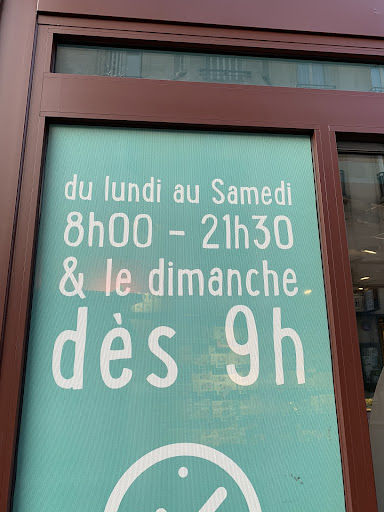 du lundi au Samedi
8h00 - 21h30
& le dimanche
dès 9h